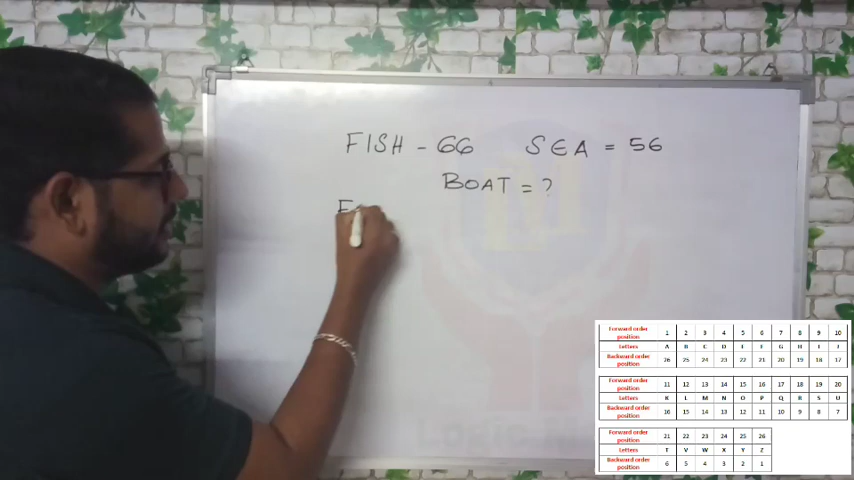 FISH - 66 SEA = 56
BOAT = ?
F
Forward order position 1 2 3 4 5 6 7 8 9 10
Letters A B C D E F G H I J
Backward order position 26 25 24 23 22 21 20 19 18 17
Forward order position 11 12 13 14 15 16 17 18 19 20
Letters K L M N O P Q R S U
Backward order position 16 15 14 13 12 11 10 9 8 7
Forward order position 21 22 23 24 25 26
Letters T V W X Y Z
Backward order position 6 5 4 3 2 1